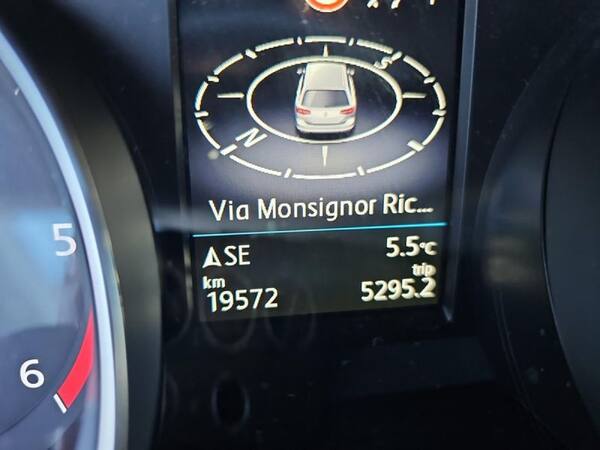 S
N
Via Monsignor Ric...
SE 5.5°C
km trip
19572 5295.2
5
6